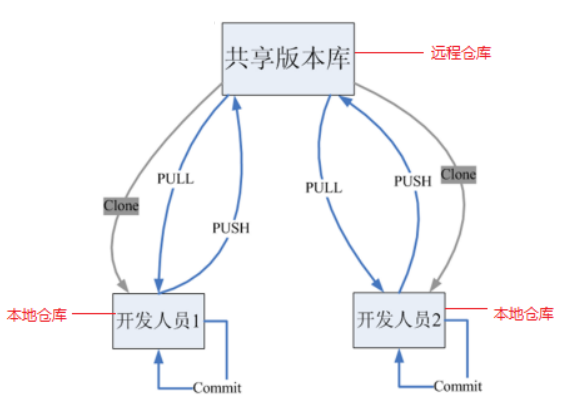 共享版本库
远程仓库
PULL
PUSH
Clone
PULL
PUSH
Clone
本地仓库
开发人员1
开发人员2
本地仓库
Commit
Commit